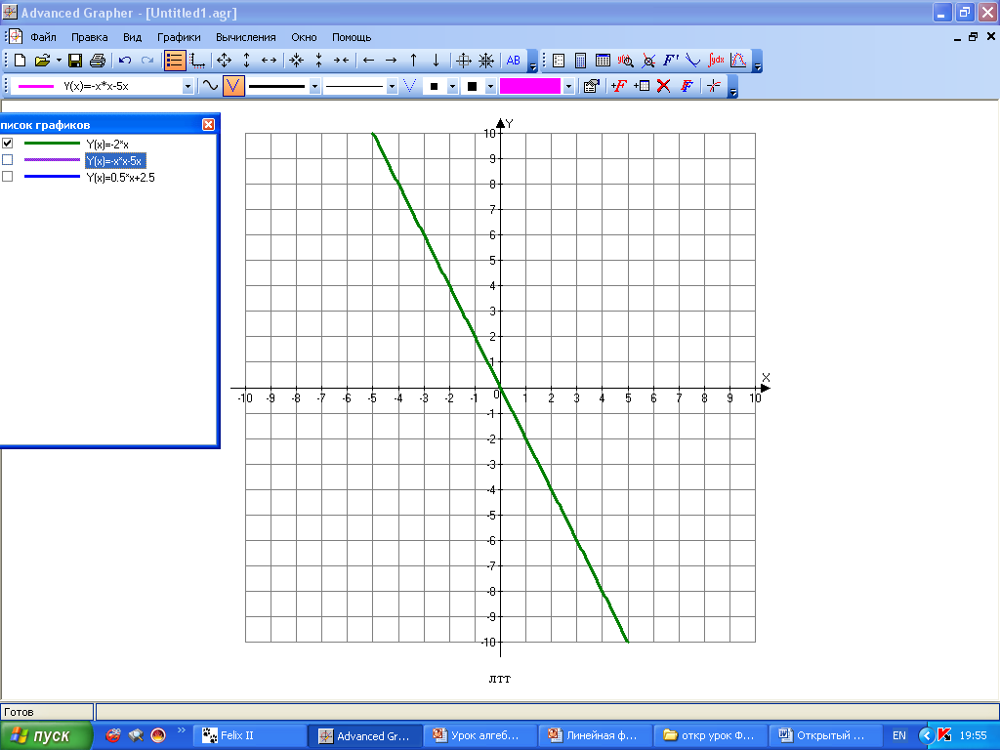 Advanced Grapher - [Untitled1.agr]
Файл Правка Вид Графики Вычисления Окно Помощь
AB F' ∫ydx
Y(x)=-x*x-5x +F F
писок графиков
Y(x)=-2*x
Y(x)=-x*x-5x
Y(x)=0.5*x+2.5
Y
10
9
8
7
6
5
4
3
2
1
X
-10 -9 -8 -7 -6 -5 -4 -3 -2 -1 0 1 2 3 4 5 6 7 8 9 10
-1
-2
-3
-4
-5
-6
-7
-8
-9
-10
лтт
Готов
пуск Felix II Advanced Gr... Урок алгеб... Линейная ф... откр урок Ф... Открытый ... EN 19:55